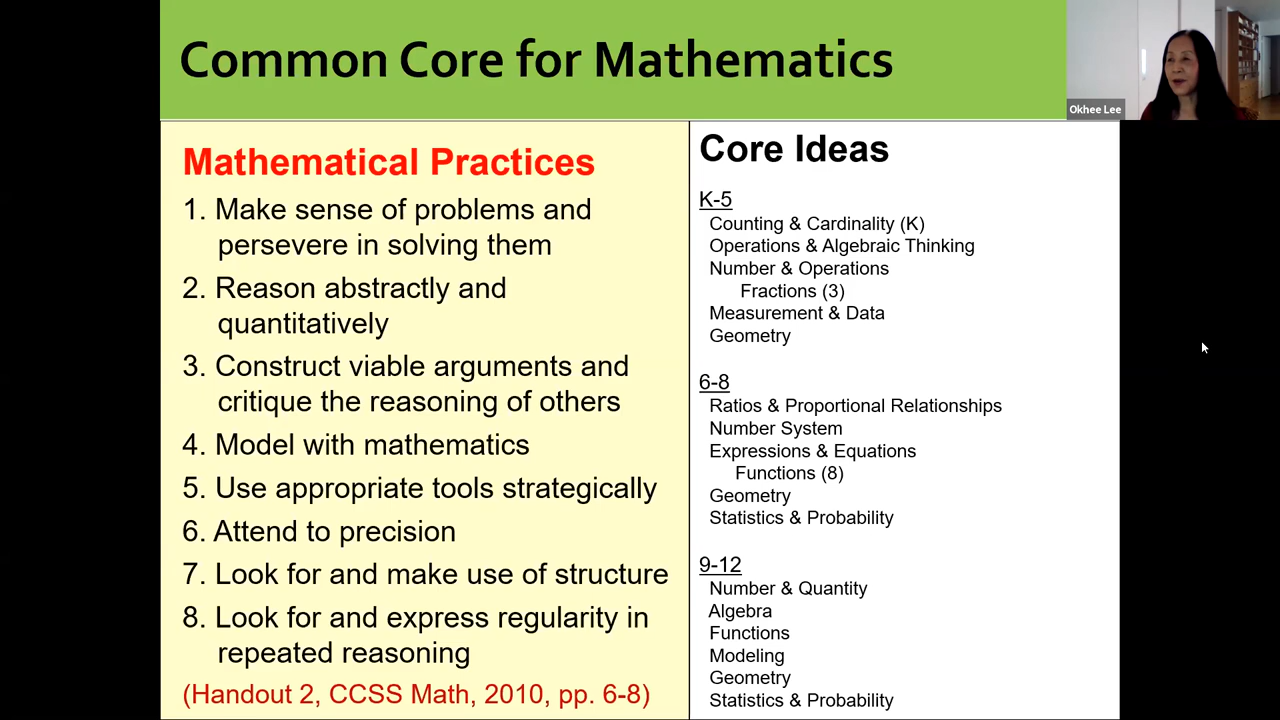 Common Core for Mathematics
Okhee Lee
Mathematical Practices
1. Make sense of problems and
persevere in solving them
2. Reason abstractly and
quantitatively
3. Construct viable arguments and
critique the reasoning of others
4. Model with mathematics
5. Use appropriate tools strategically
6. Attend to precision
7. Look for and make use of structure
8. Look for and express regularity in
repeated reasoning
(Handout 2, CCSS Math, 2010, pp. 6-8)
Core Ideas
K-5
Counting & Cardinality (K)
Operations & Algebraic Thinking
Number & Operations
Fractions (3)
Measurement & Data
Geometry
6-8
Ratios & Proportional Relationships
Number System
Expressions & Equations
Functions (8)
Geometry
Statistics & Probability
9-12
Number & Quantity
Algebra
Functions
Modeling
Geometry
Statistics & Probability